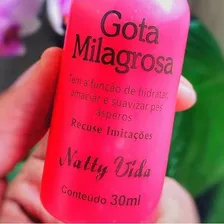 Gota
Milagrosa
Tem a função de hidratar,
amaciar e suavizar pés
ásperos
Recuse Imitações
Natty Vida
Conteúdo 30ml